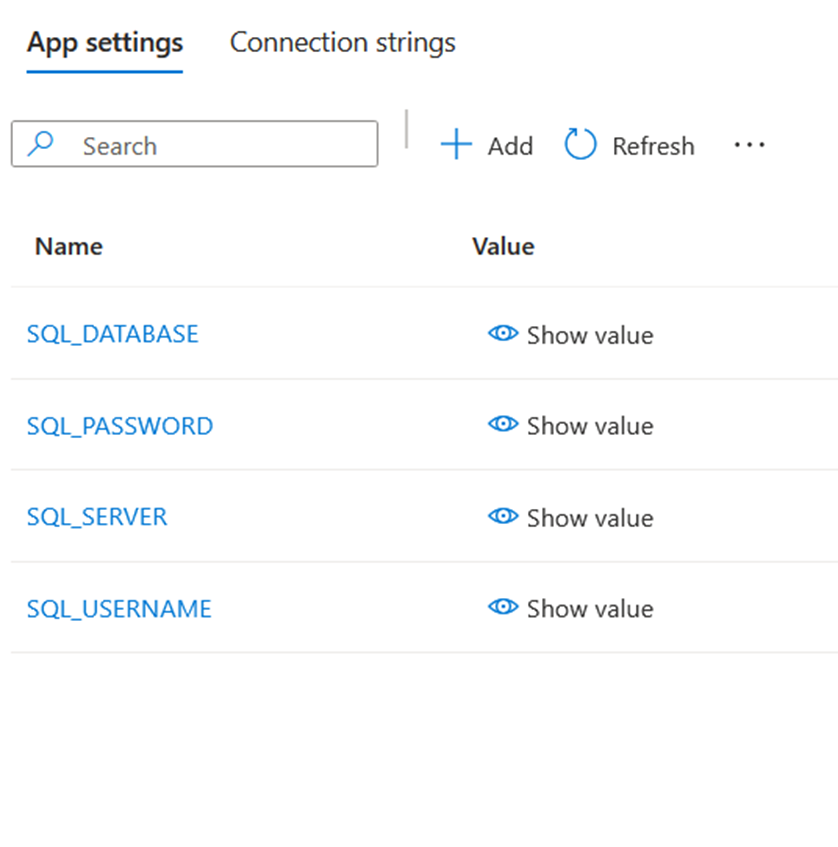 App settings Connection strings
Search Add Refresh ...
Name Value
SQL_DATABASE Show value
SQL_PASSWORD Show value
SQL_SERVER Show value
SQL_USERNAME Show value